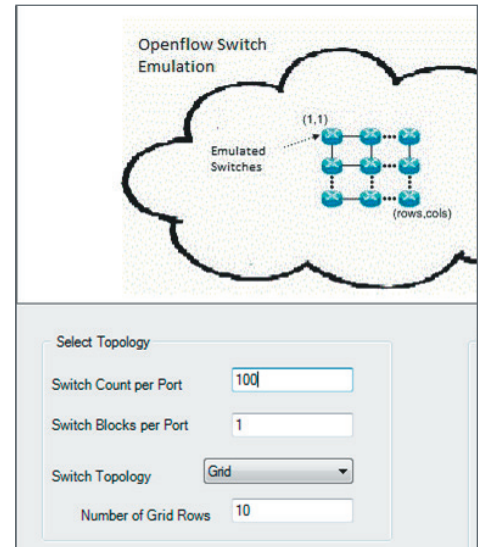 Openflow Switch
Emulation
(1,1)
Emulated
Switches
(rows,cols)
Select Topology
Switch Count per Port 100
Switch Blocks per Port 1
Switch Topology Grid
Number of Grid Rows 10